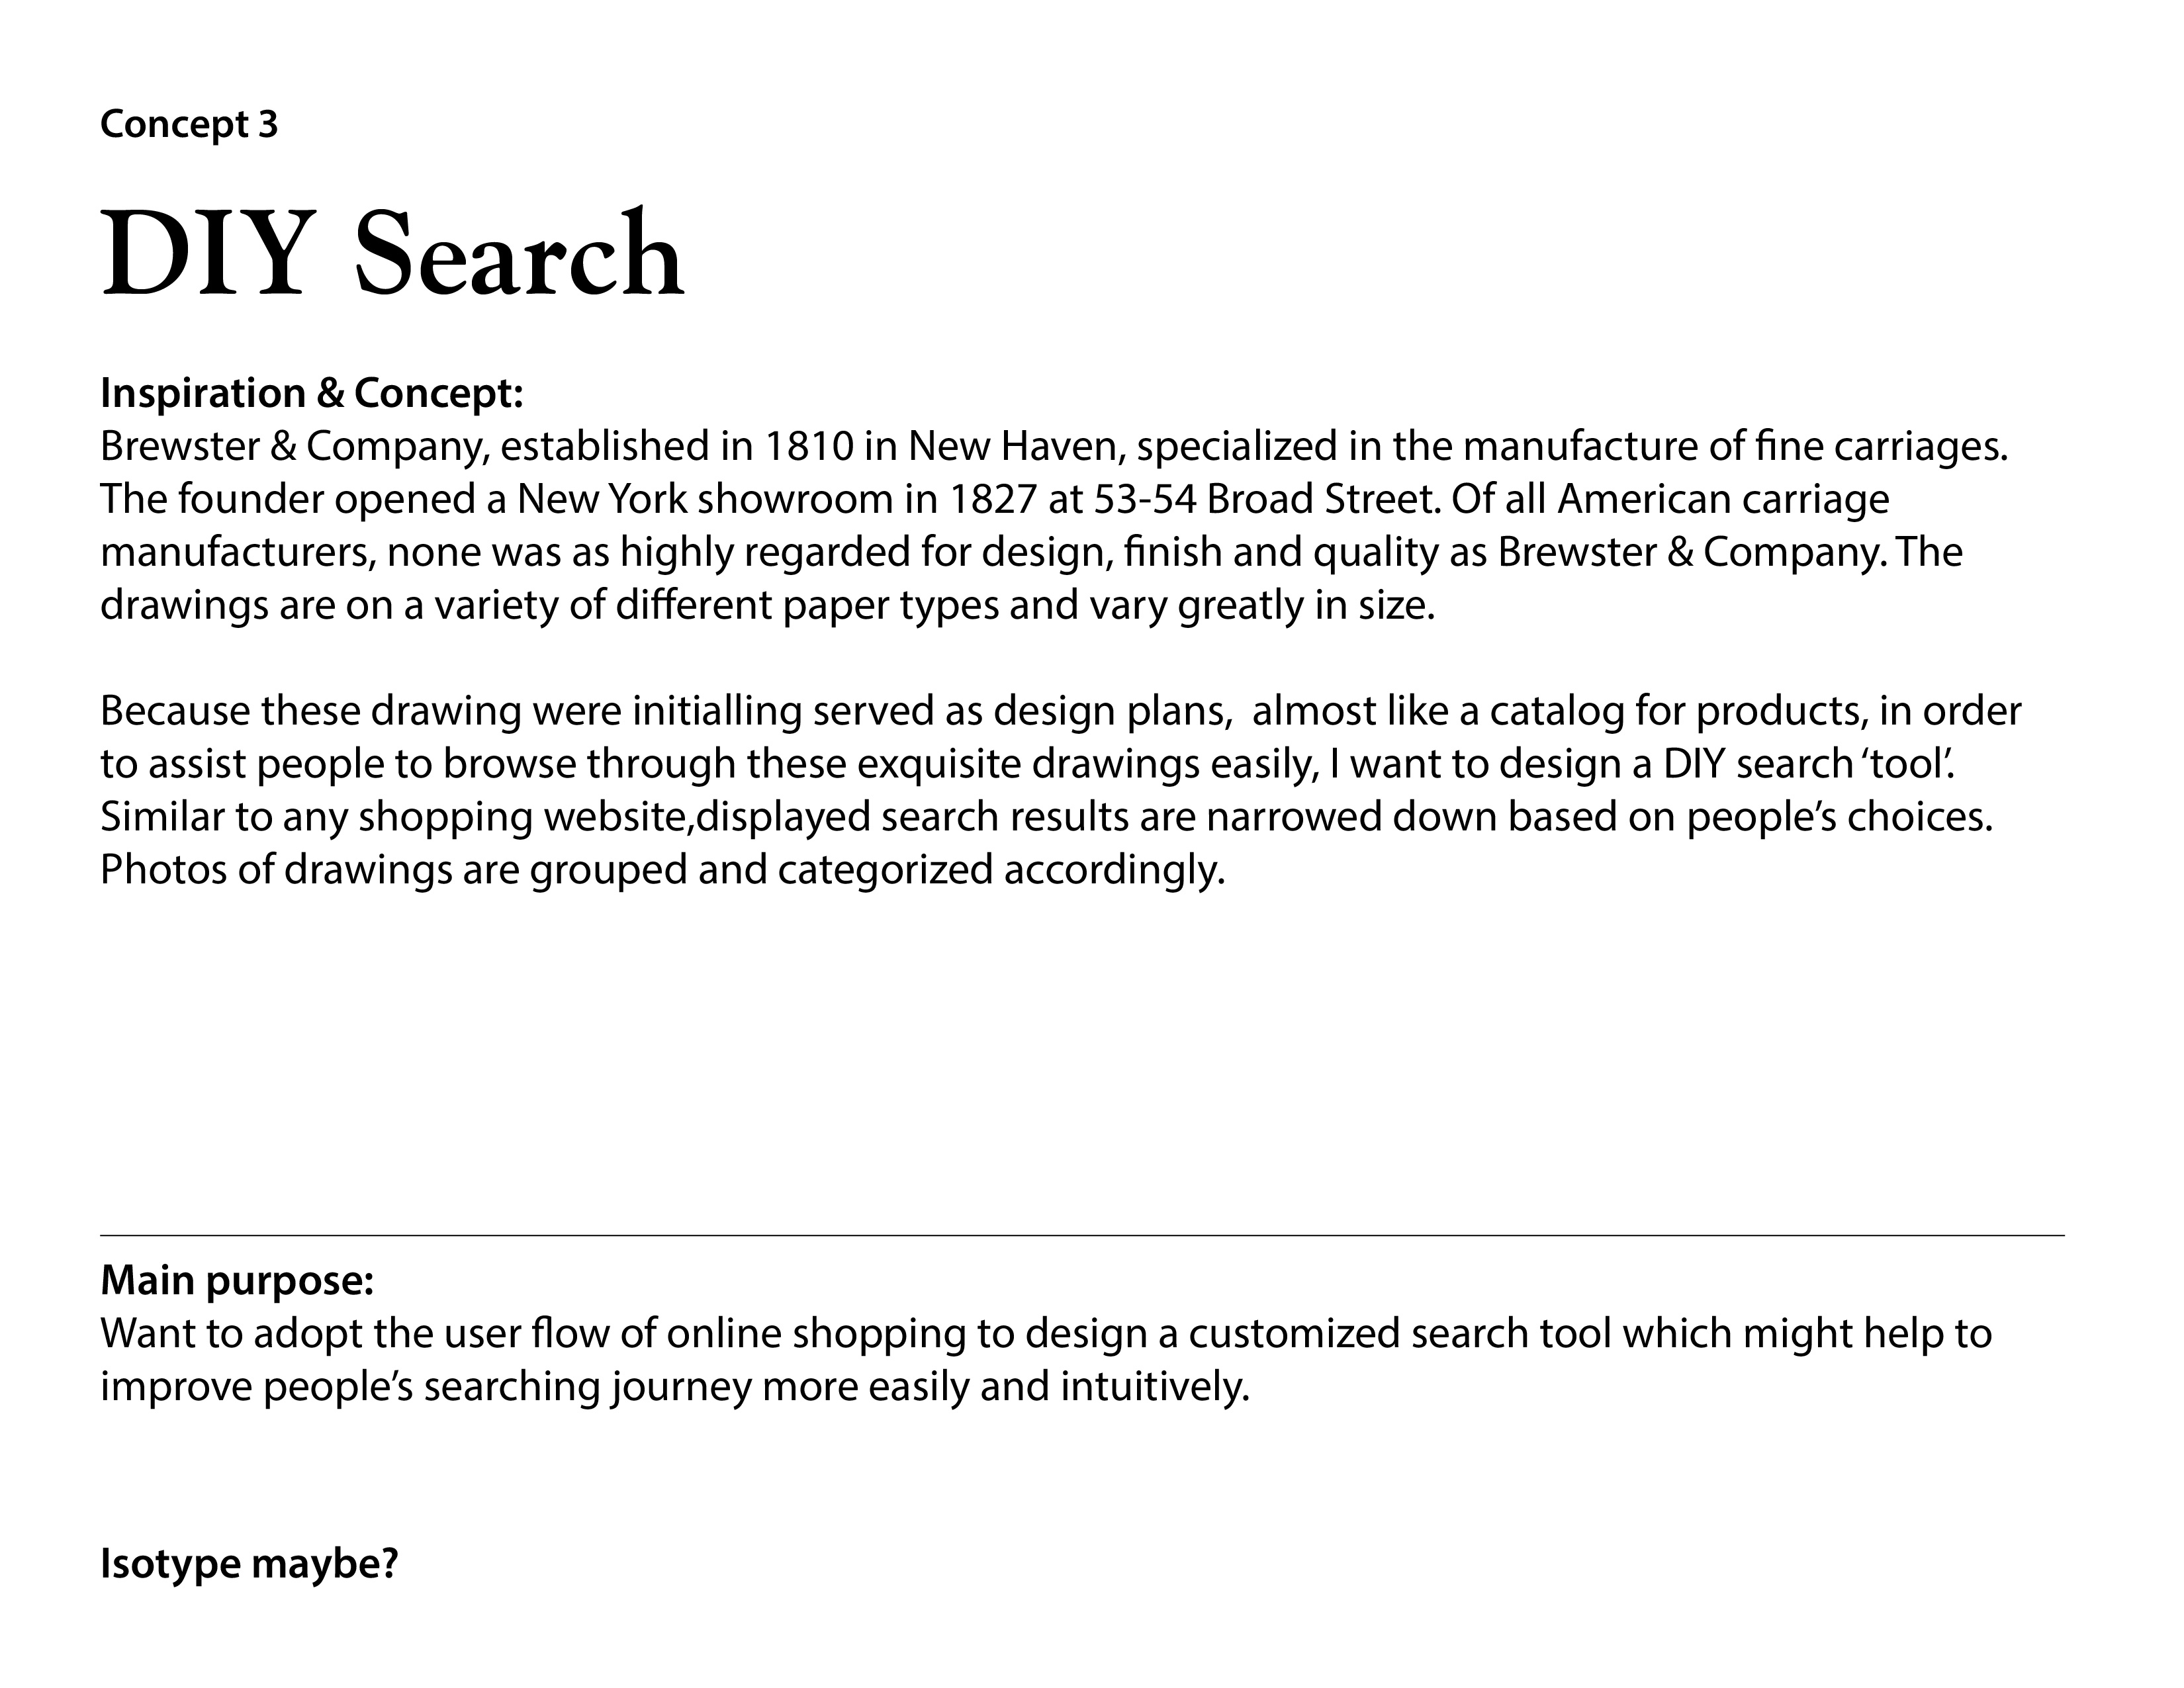 Concept 3
DIY Search
Inspiration & Concept:
Brewster & Company, established in 1810 in New Haven, specialized in the manufacture of fine carriages.
The founder opened a New York showroom in 1827 at 53-54 Broad Street. Of all American carriage
manufacturers, none was as highly regarded for design, finish and quality as Brewster & Company. The
drawings are on a variety of different paper types and vary greatly in size.
Because these drawing were initialling served as design plans,  almost like a catalog for products, in order
to assist people to browse through these exquisite drawings easily, I want to design a DIY search ‘tool’.
Similar to any shopping website,displayed search results are narrowed down based on people’s choices.
Photos of drawings are grouped and categorized accordingly.
Main purpose:
Want to adopt the user flow of online shopping to design a customized search tool which might help to
improve people’s searching journey more easily and intuitively.
Isotype maybe?